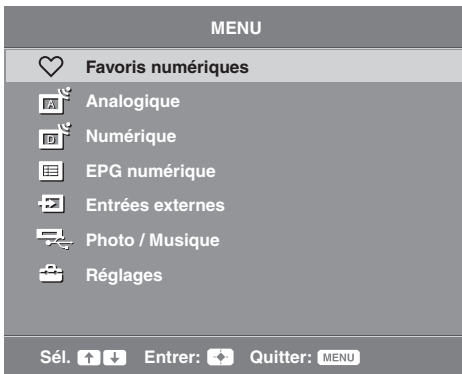 MENU
Favoris numériques
A Analogique
D Numérique
EPG numérique
Entrées externes
Photo / Musique
Réglages
Sél. Entrer: Quitter: MENU